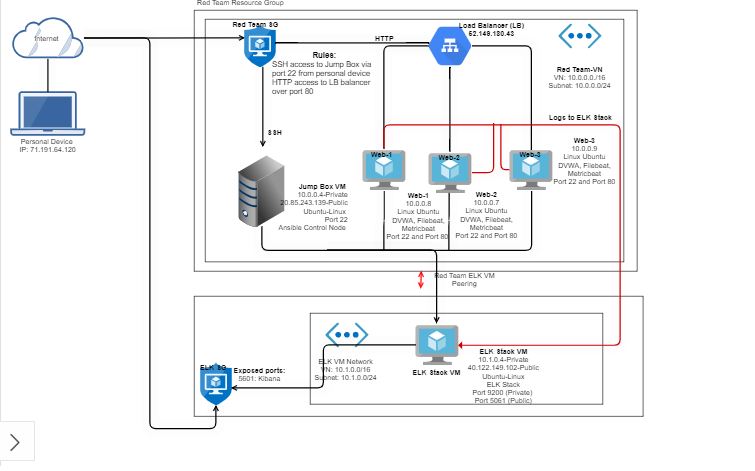 Red Team Resource Group
Internet
Personal Device
IP: 71.191.64.120
Red Team SG
HTTP
Rules:
SSH access to Jump Box via
port 22 from personal device
HTTP access to LB balancer
over port 80
SSH
Load Balancer (LB)
52.149.130.43
Red Team-VN
VN: 10.0.0.0./16
Subnet: 10.0.0.0/24
Logs to ELK Stack
Jump Box VM
10.0.0.4-Private
20.85.243.139-Public
Ubuntu-Linux
Port 22
Ansible Control Node
Web-1
Web-1
10.0.0.8
Linux Ubuntu
DVWA, Filebeat,
Metricbeat
Port 22 and Port 80
Web-2
Web-2
10.0.0.7
Linux Ubuntu
DVWA, Filebeat,
Metricbeat
Port 22 and Port 80
Web-3
Web-3
10.0.0.9
Linux Ubuntu
DVWA, Filebeat,
Metricbeat
Port 22 and Port 80
Red Team ELK VM
Peering
ELK SG
Exposed ports:
5601: Kibana
ELK VM Network
VN: 10.1.0.0/16
Subnet: 10.1.0.0/24
ELK Stack VM
ELK Stack VM
10.1.0.4-Private
40.122.149.102-Public
Ubuntu-Linux
ELK Stack
Port 9200 (Private)
Port 5061 (Public)